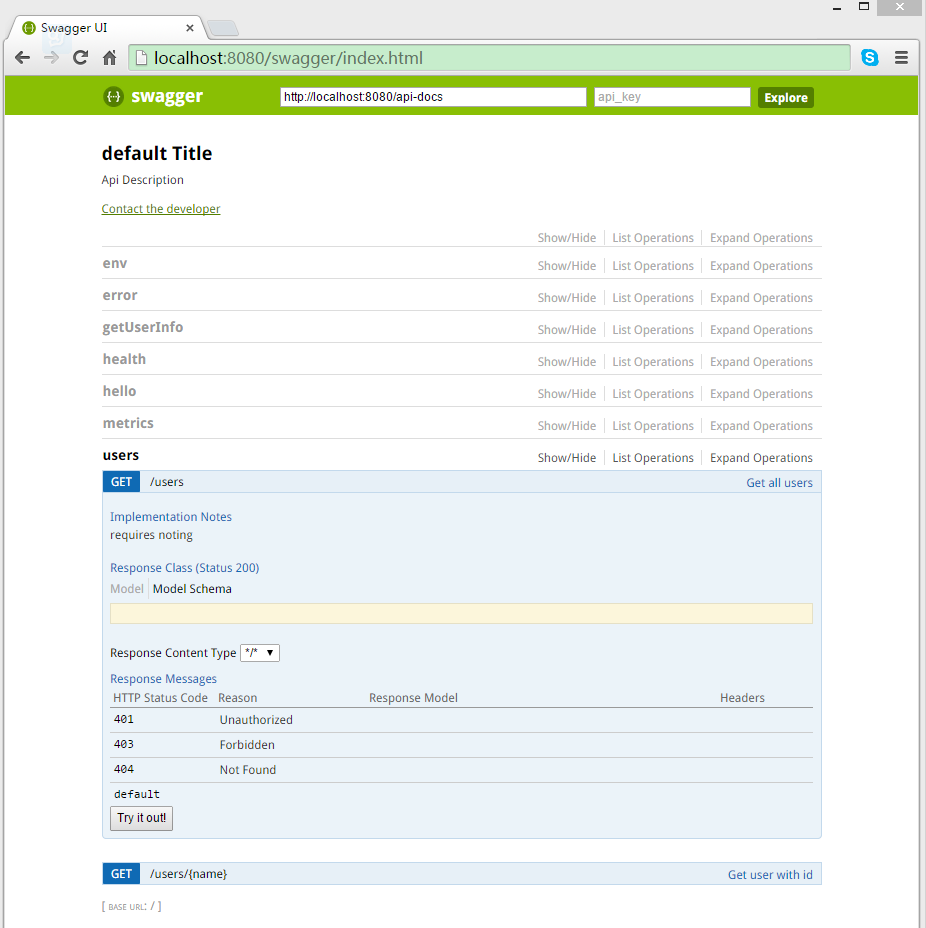 Swagger UI
localhost:8080/swagger/index.html
swagger http://localhost:8080/api-docs api_key Explore
default Title
Api Description
Contact the developer
Show/Hide List Operations Expand Operations
env Show/Hide List Operations Expand Operations
error Show/Hide List Operations Expand Operations
getUserInfo Show/Hide List Operations Expand Operations
health Show/Hide List Operations Expand Operations
hello Show/Hide List Operations Expand Operations
metrics Show/Hide List Operations Expand Operations
users Show/Hide List Operations Expand Operations
GET /users Get all users
Implementation Notes
requires noting
Response Class (Status 200)
Model Model Schema
Response Content Type */*
Response Messages
HTTP Status Code Reason Response Model Headers
401 Unauthorized
403 Forbidden
404 Not Found
default
Try it out!
GET /users/{name} Get user with id
[ BASE URL: / ]